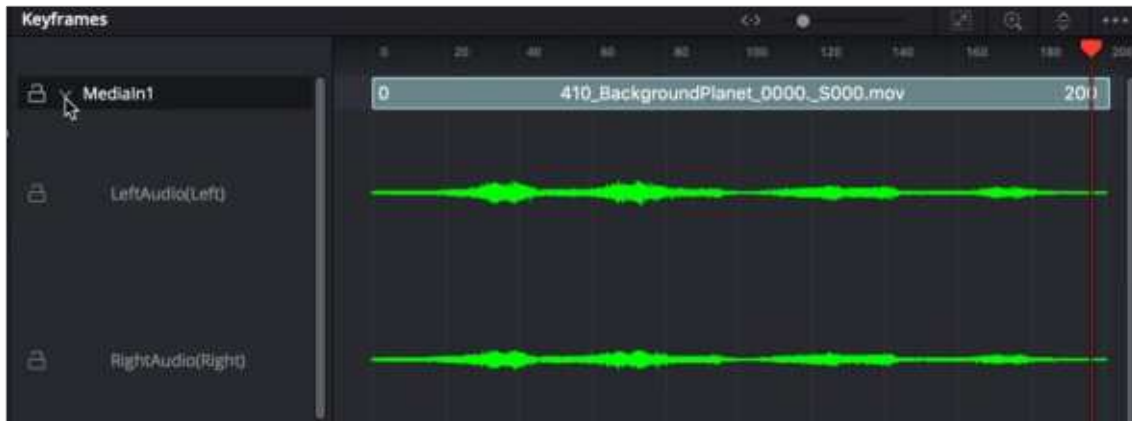 Keyframes
0 20 40 60 80 100 120 140 160 180 200
MediaIn1
0 410_BackgroundPlanet_0000._S000.mov 200
LeftAudio(Left)
RightAudio(Right)